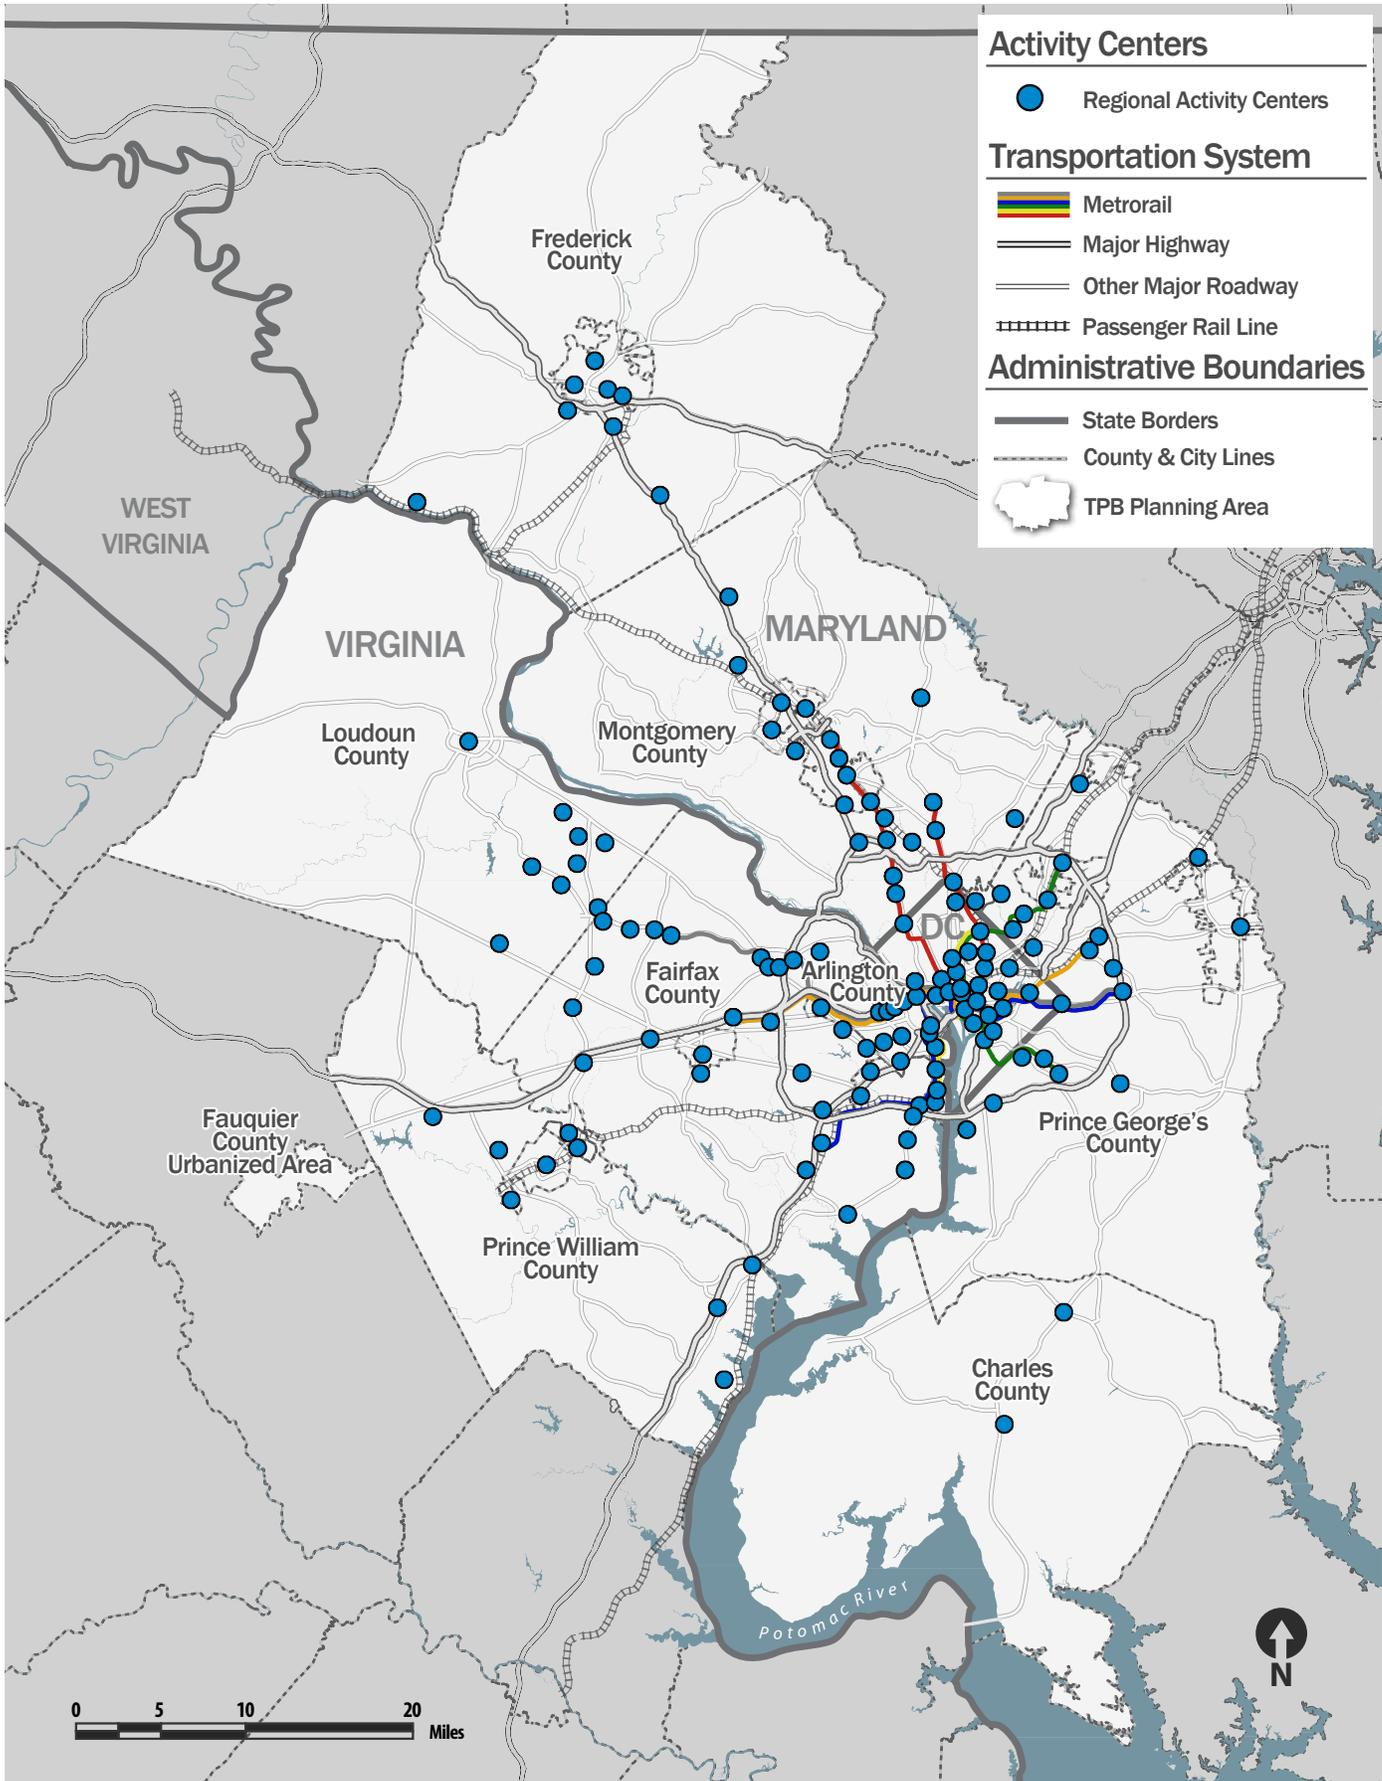 Activity Centers
Regional Activity Centers
Transportation System
Metrorail
Major Highway
Other Major Roadway
Passenger Rail Line
Administrative Boundaries
State Borders
County & City Lines
TPB Planning Area
Frederick
County
WEST
VIRGINIA
VIRGINIA
MARYLAND
Loudoun
County
Montgomery
County
DC
Fairfax
County
Arlington
County
Fauquier
County
Urbanized Area
Prince George's
County
Prince William
County
Charles
County
Potomac River
N
0 5 10 20
Miles